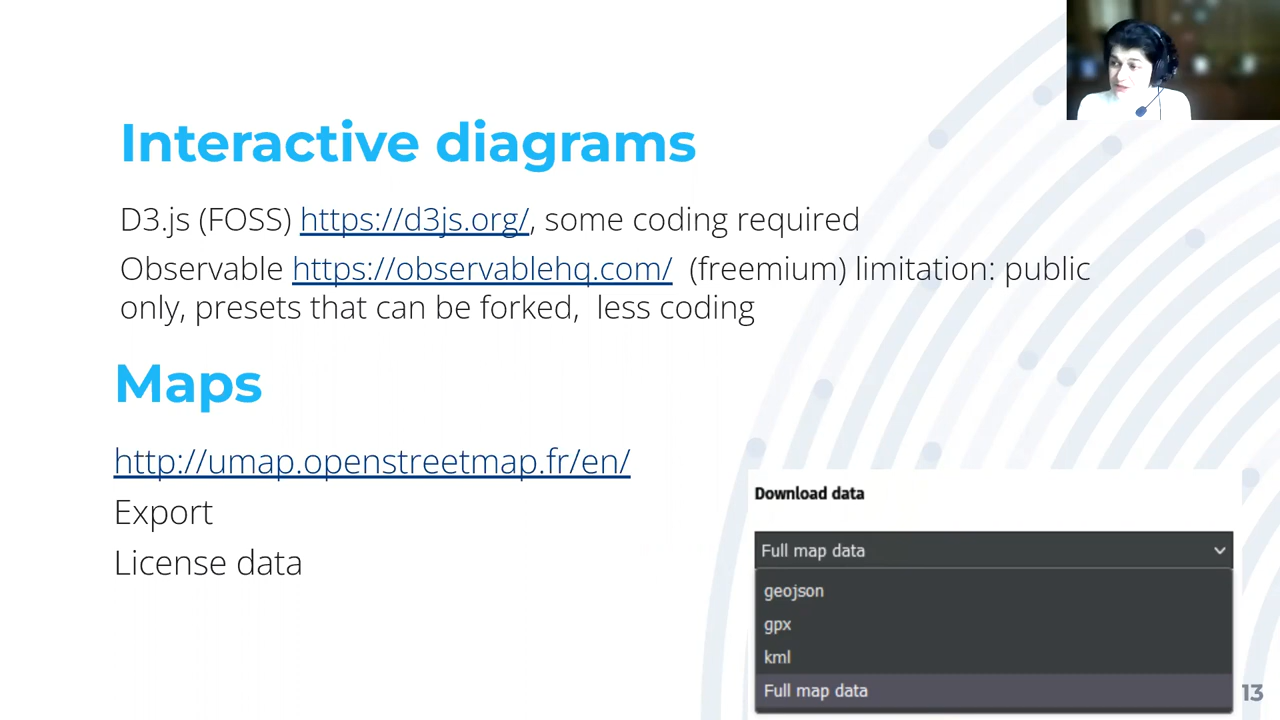 Interactive diagrams
D3.js (FOSS) https://d3js.org/, some coding required
Observable https://observablehq.com/ (freemium) limitation: public
only, presets that can be forked, less coding
Maps
http://umap.openstreetmap.fr/en/
Export
License data
Download data
Full map data
geojson
gpx
kml
Full map data
13